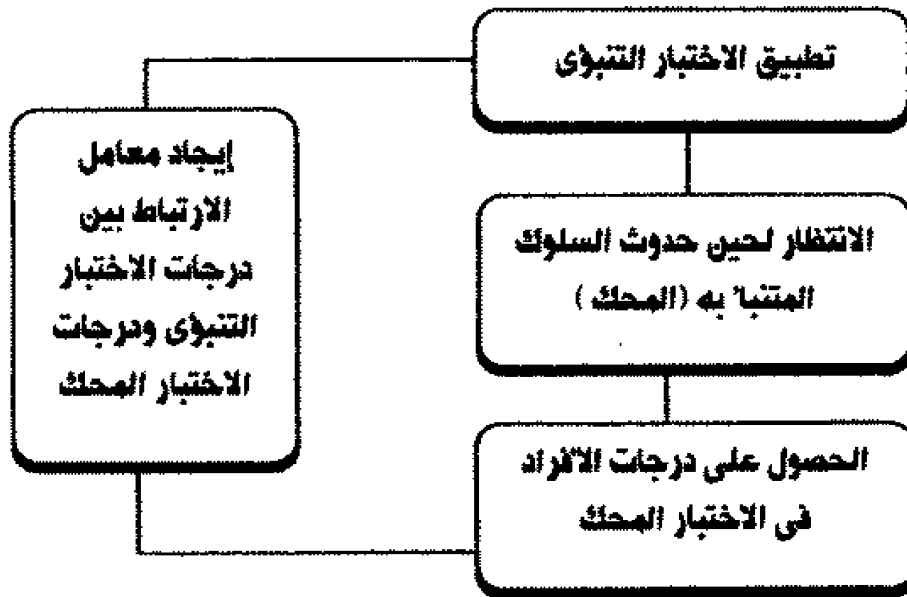 تطبيق الاختبار التنبؤى
الانتظار لحين حدوث السلوك
المتنبأ به (المحك)
الحصول على درجات الأفراد
فى الاختبار المحك
إيجاد معامل
الارتباط بين
درجات الاختبار
التنبؤى ودرجات
الاختبار المحك